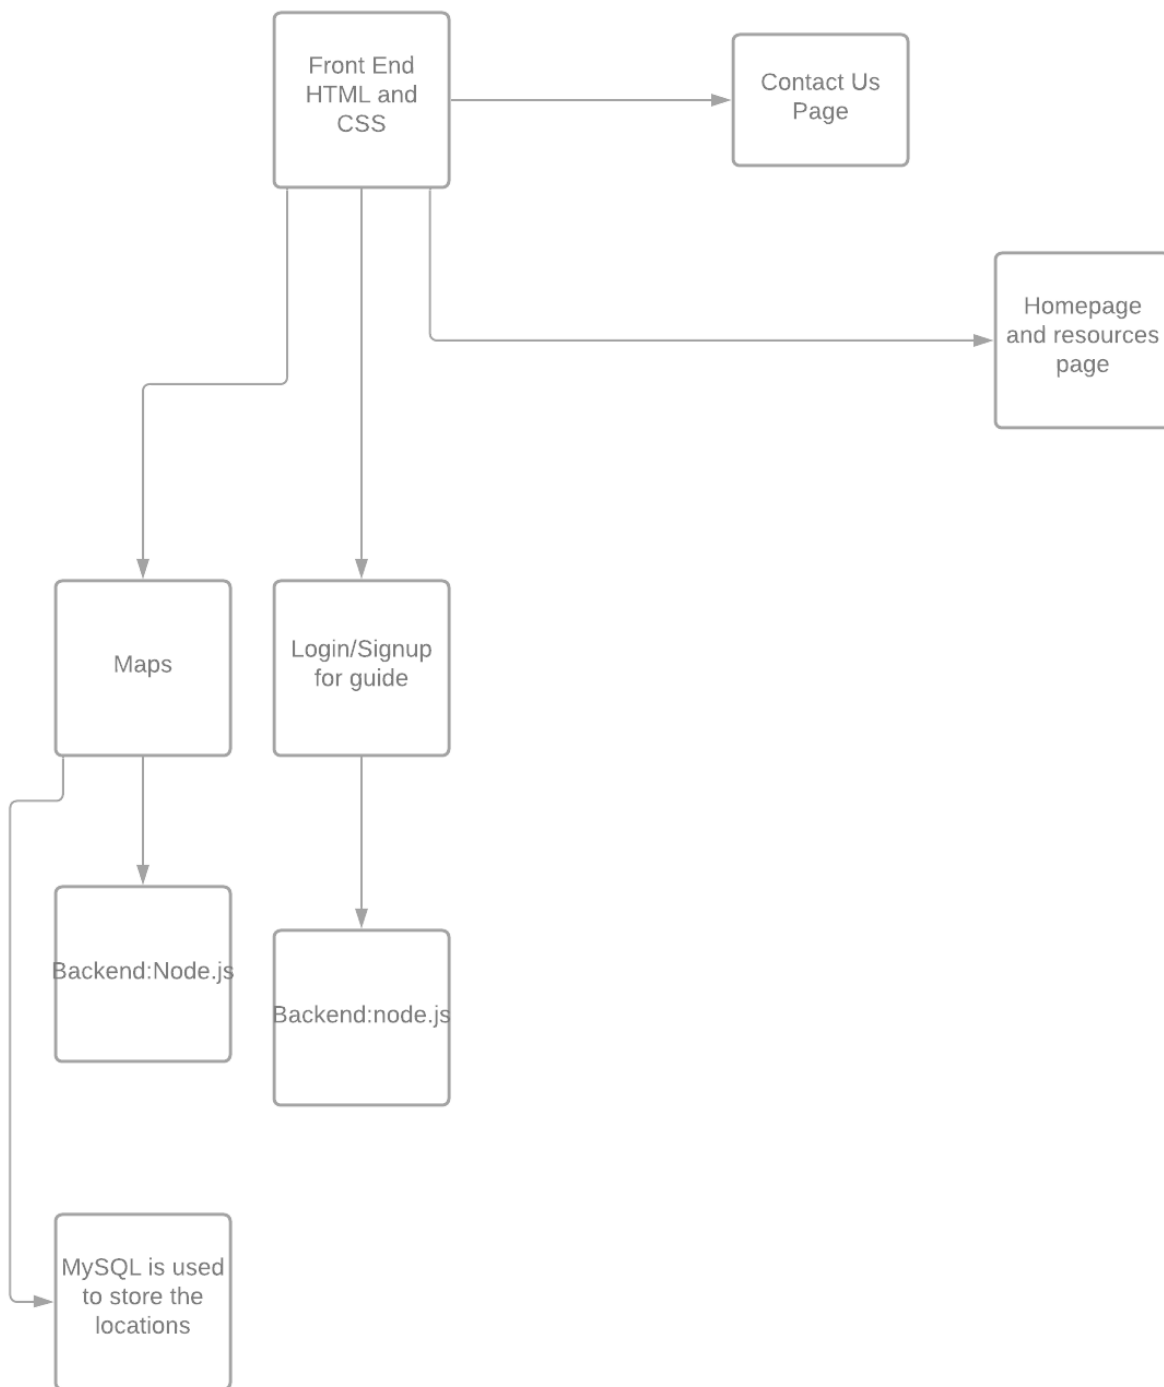 Front End
HTML and
CSS
Contact Us
Page
Homepage
and resources
page
Maps
Login/Signup
for guide
Backend:Node.js
Backend:node.js
MySQL is used
to store the
locations